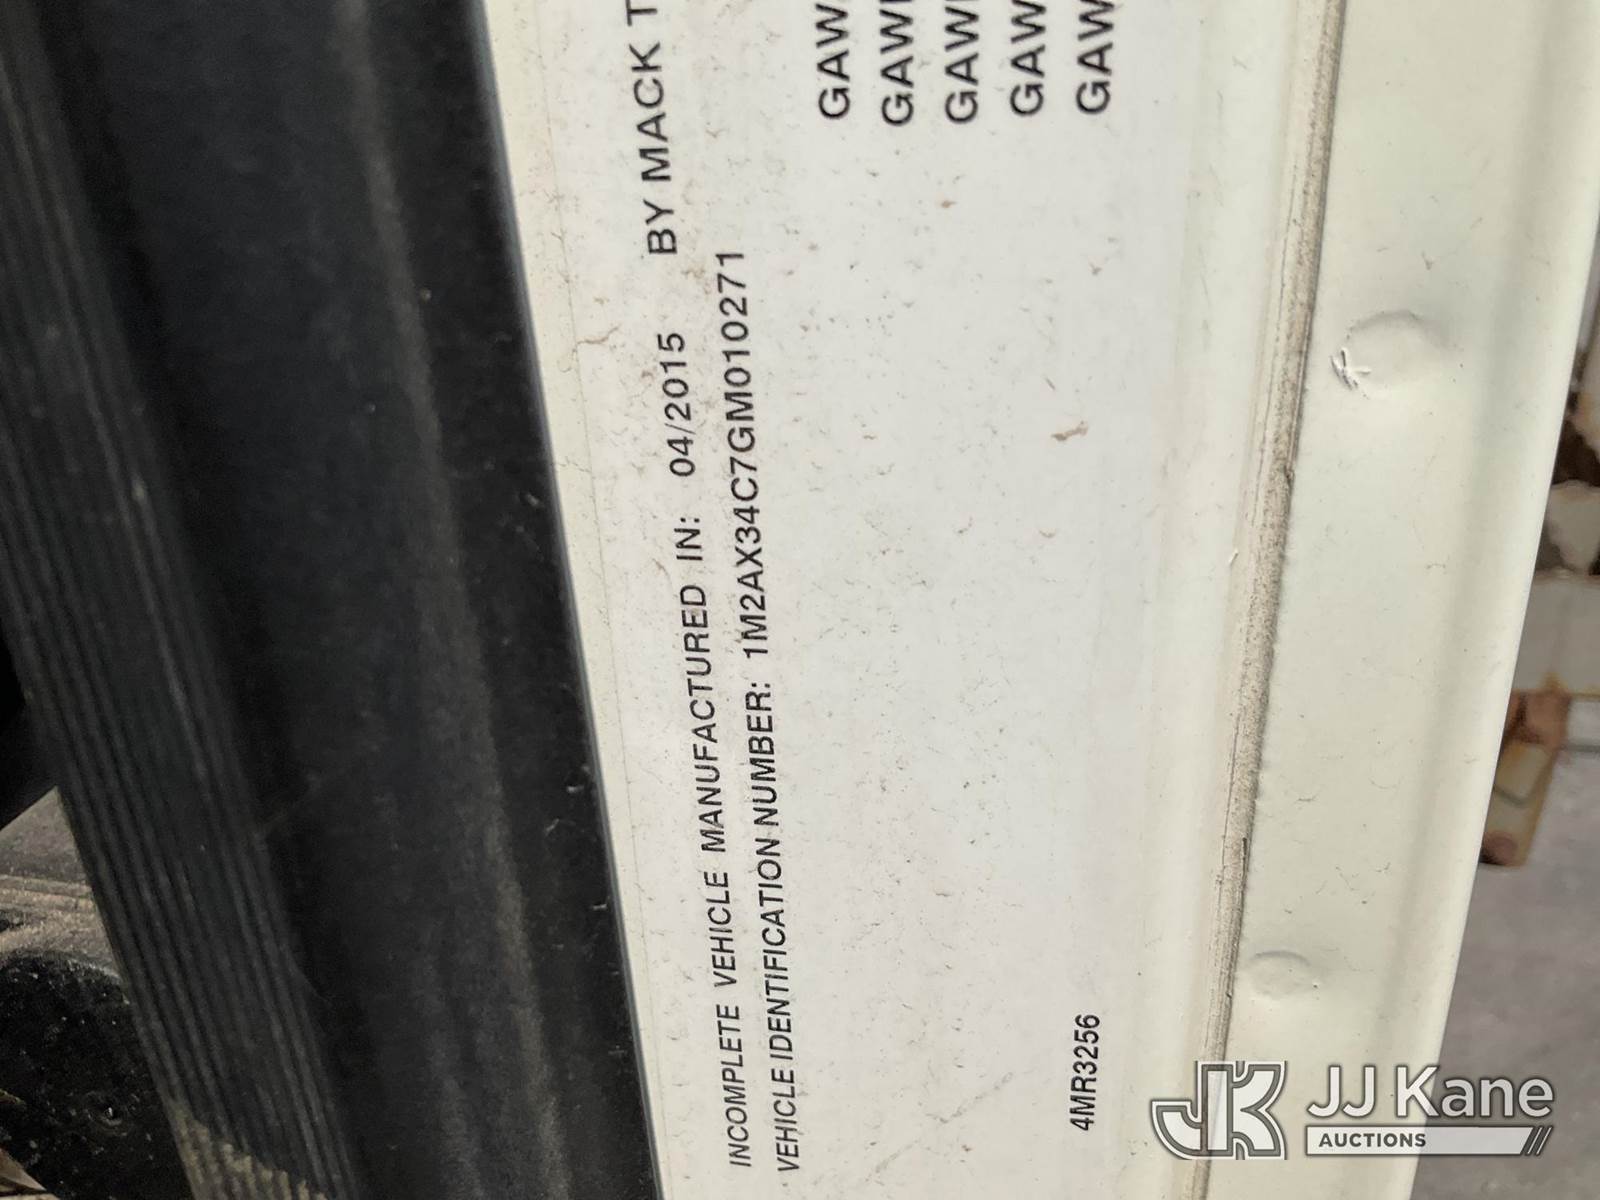 INCOMPLETE VEHICLE MANUFACTURED IN: 04/2015 BY MACK T
VEHICLE IDENTIFICATION NUMBER: 1M2AX34C7GM010271
GAW
GAW
GAW
GAW
GAW
4MR3256
JJ Kane
AUCTIONS